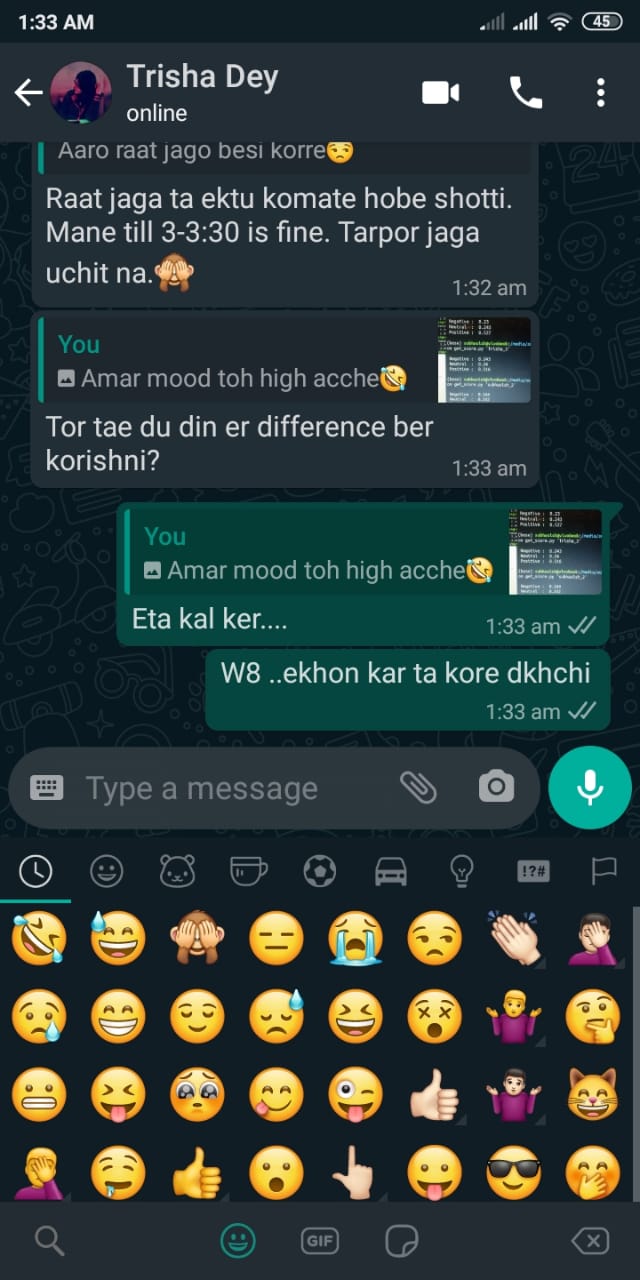 1:33 AM
45
Trisha Dey
online
Aaro raat jago besi korre😒
Raat jaga ta ektu komate hobe shotti.
Mane till 3-3:30 is fine. Tarpor jaga
uchit na.🙈
1:32 am
You
Amar mood toh high acche🤣
Tor tae du din er difference ber
korishni?
1:33 am
You
Amar mood toh high acche🤣
Eta kal ker....
1:33 am
W8 ..ekhon kar ta kore dkhchi
1:33 am
Type a message
!?#
GIF